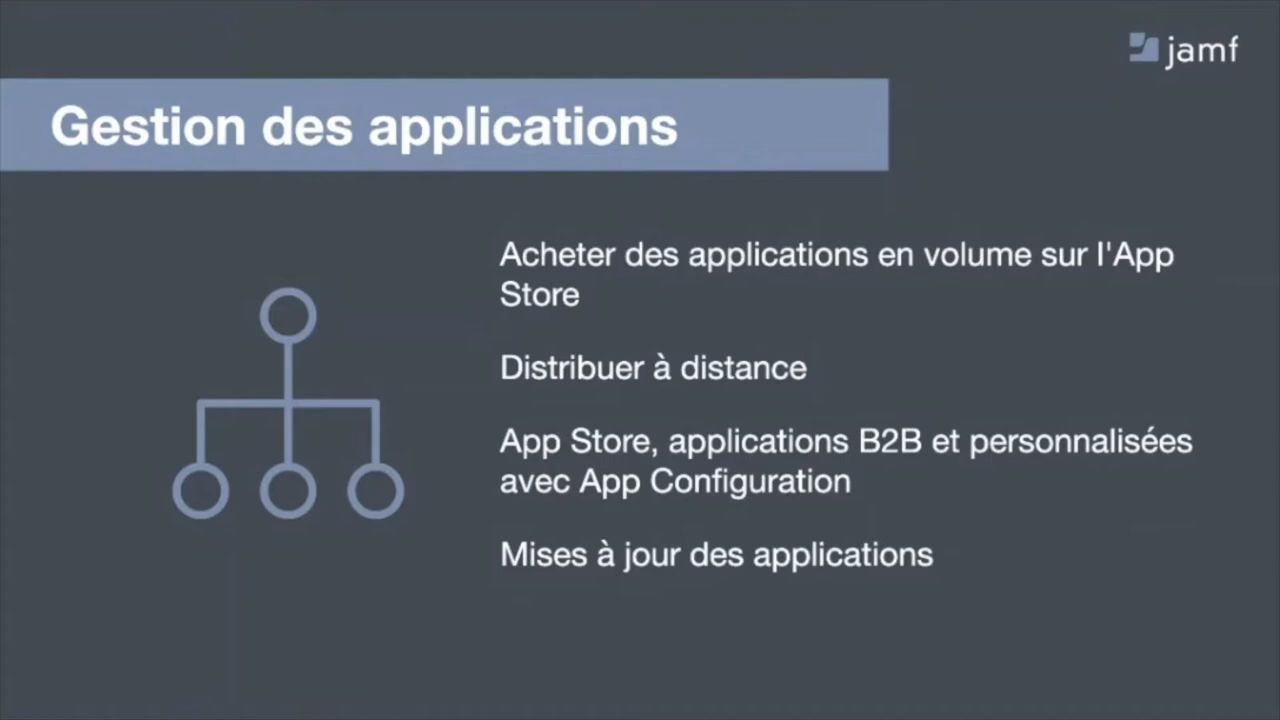 jamf
Gestion des applications
Acheter des applications en volume sur l'App
Store
Distribuer à distance
App Store, applications B2B et personnalisées
avec App Configuration
Mises à jour des applications